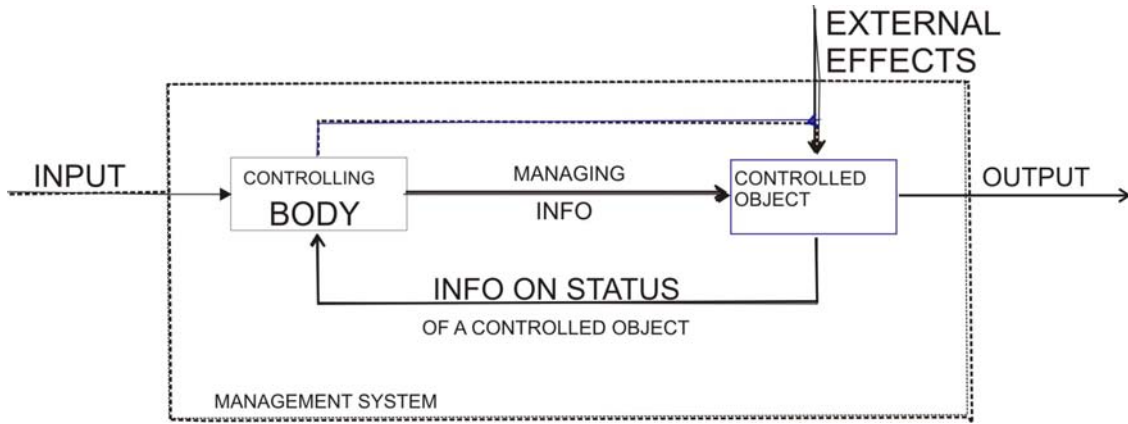 EXTERNAL
EFFECTS
INPUT
CONTROLLING
BODY
MANAGING
INFO
CONTROLLED
OBJECT
OUTPUT
INFO ON STATUS
OF A CONTROLLED OBJECT
MANAGEMENT SYSTEM